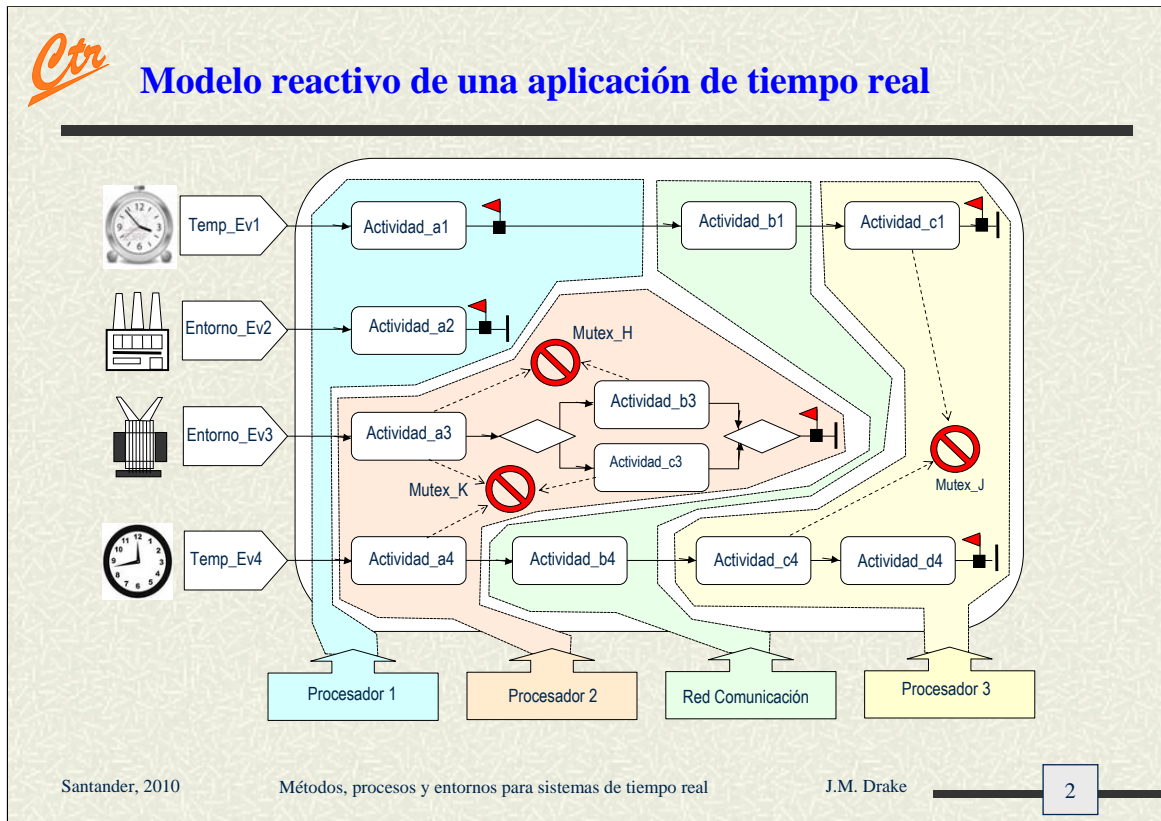 Ctr
Modelo reactivo de una aplicación de tiempo real
Temp_Ev1
Actividad_a1
Actividad_b1
Actividad_c1
Entorno_Ev2
Actividad_a2
Mutex_H
Actividad_b3
Entorno_Ev3
Actividad_a3
Actividad_c3
Mutex_K
Mutex_J
Temp_Ev4
Actividad_a4
Actividad_b4
Actividad_c4
Actividad_d4
Procesador 1
Procesador 2
Red Comunicación
Procesador 3
Santander, 2010
Métodos, procesos y entornos para sistemas de tiempo real
J.M. Drake
2